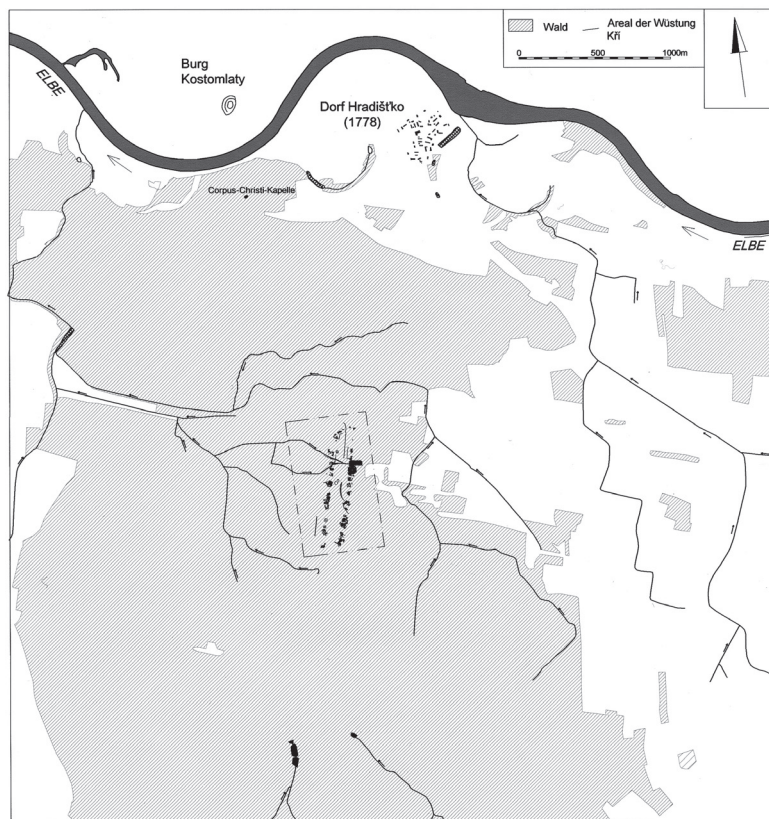 Wald
Areal der Wüstung
Kří
0 500 1000m
ELBE
Burg
Kostomlaty
Dorf Hradišťko
(1778)
Corpus-Christi-Kapelle
ELBE